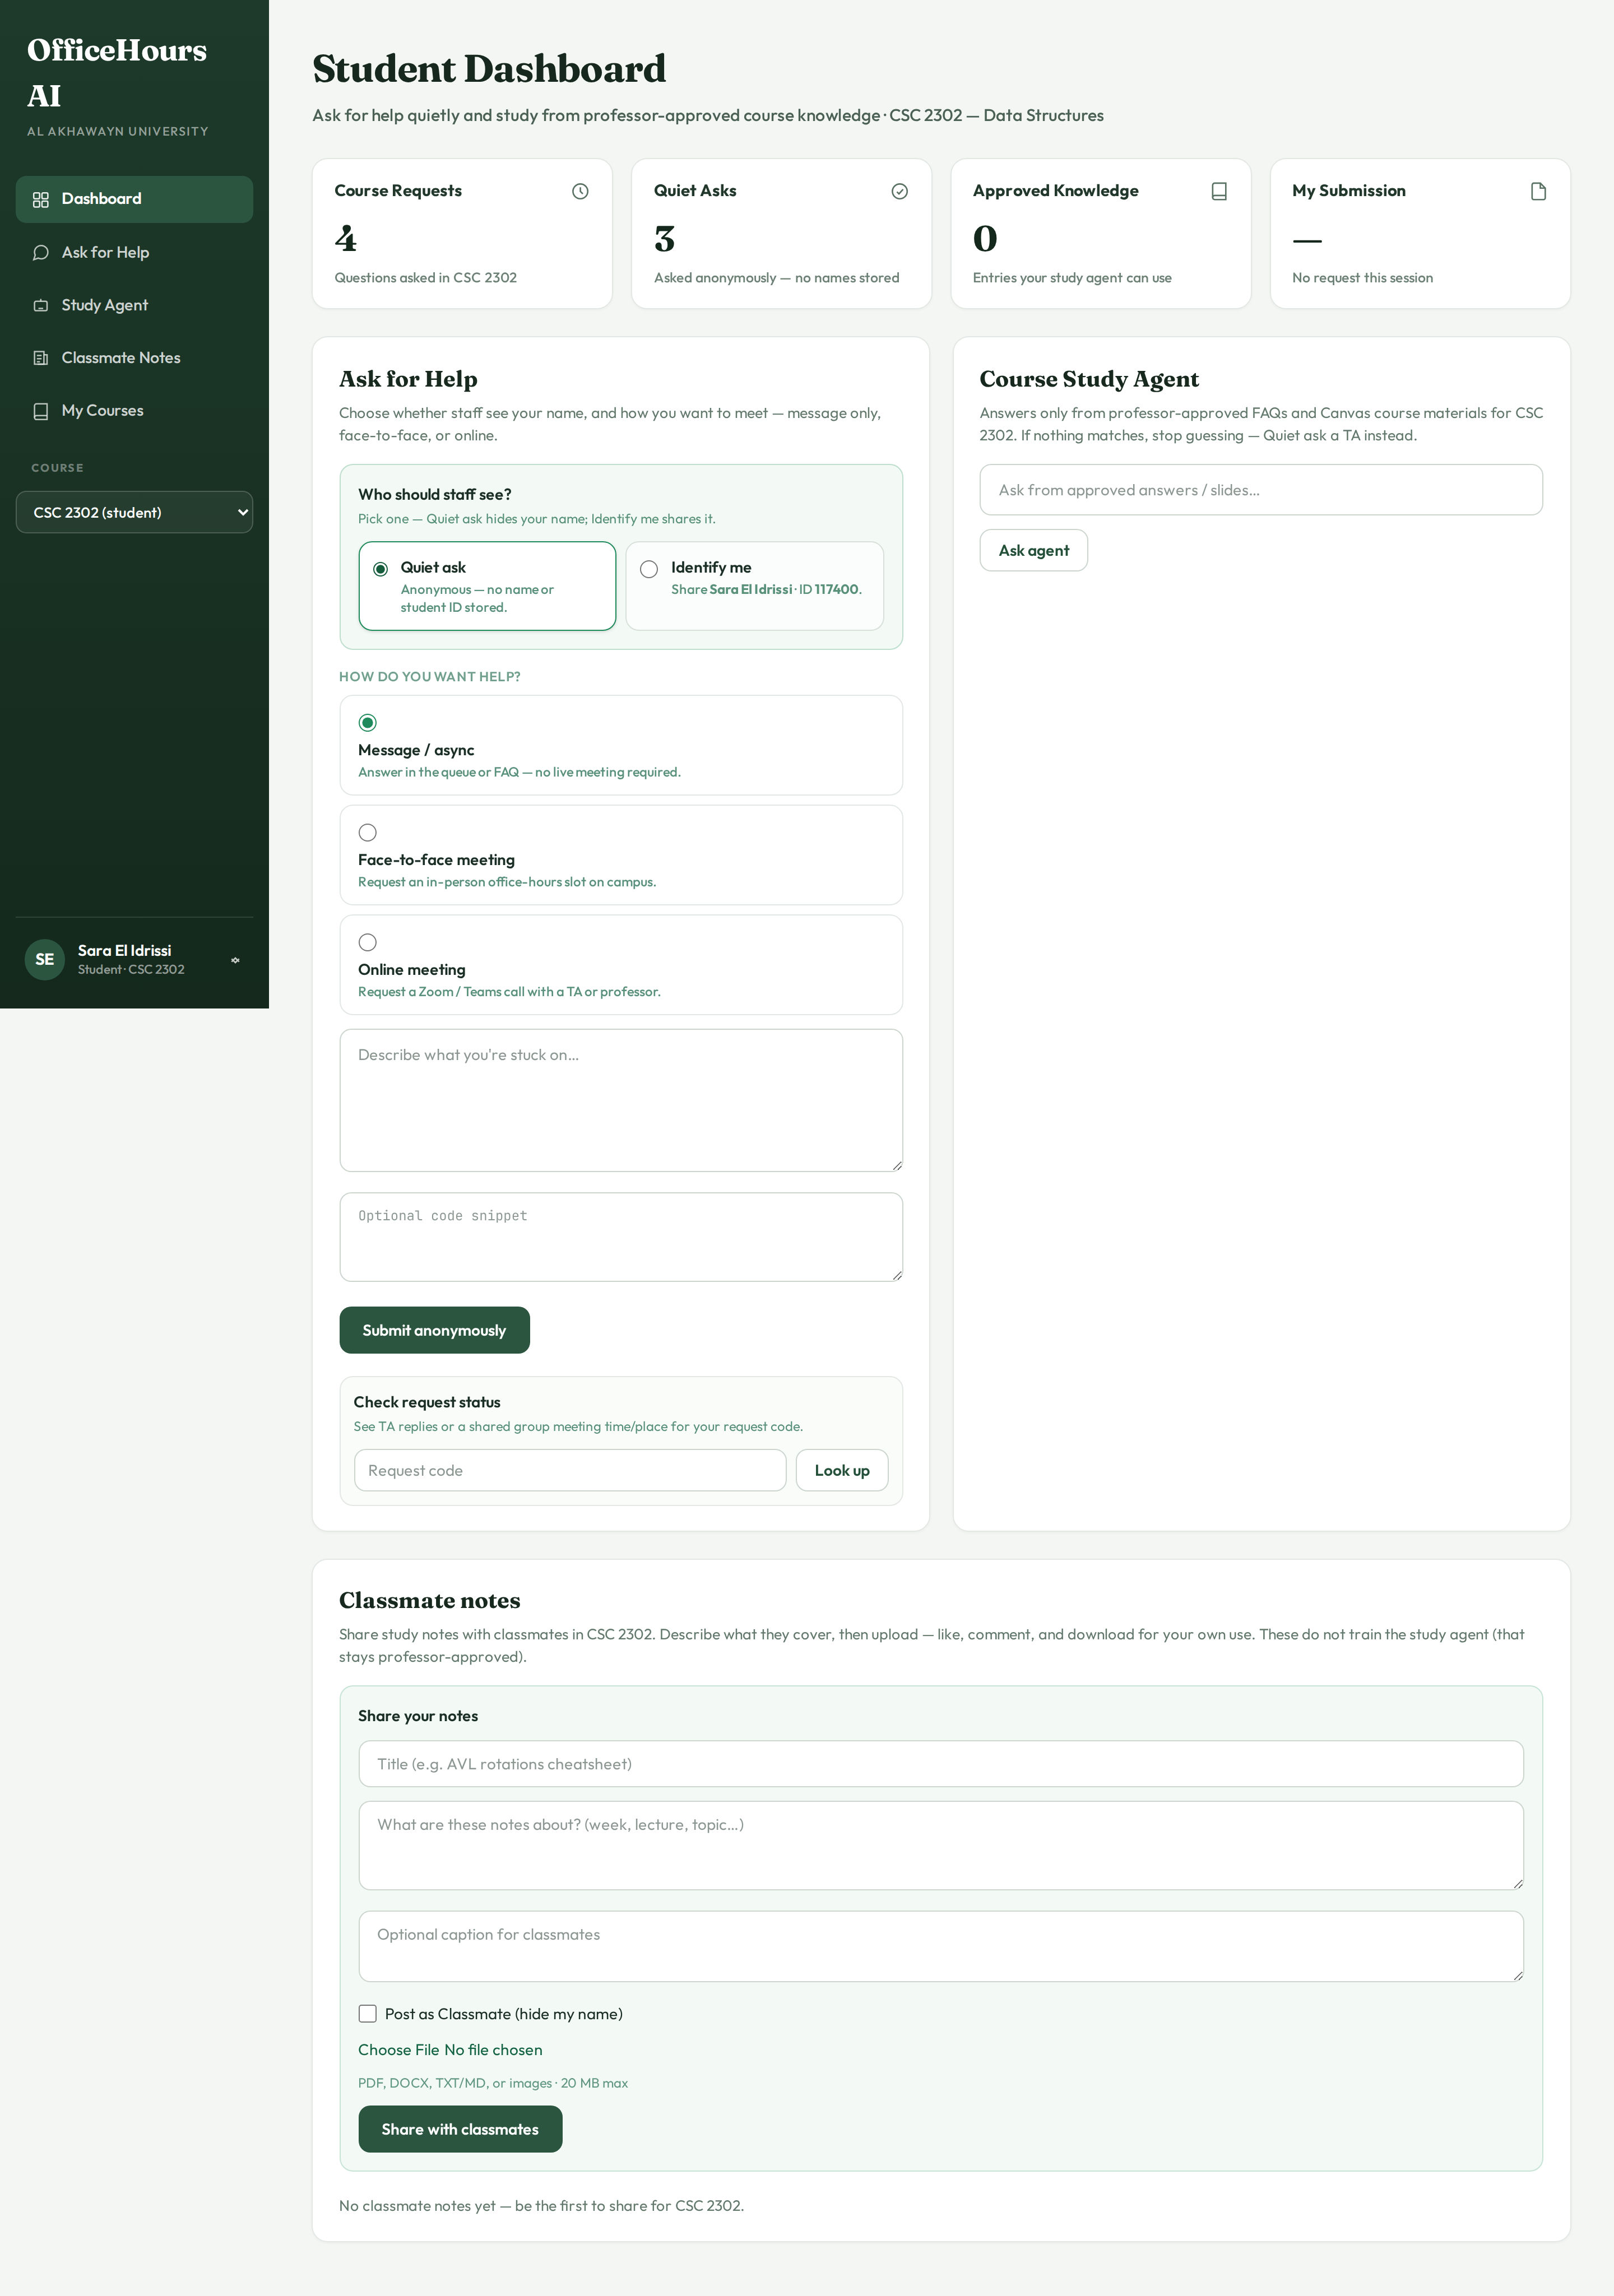 OfficeHours
AI
AL AKHAWAYN UNIVERSITY
Dashboard
Ask for Help
Study Agent
Classmate Notes
My Courses
COURSE
CSC 2302 (student)
SE
Sara El Idrissi
Student · CSC 2302
Student Dashboard
Ask for help quietly and study from professor-approved course knowledge · CSC 2302 — Data Structures
Course Requests
4
Questions asked in CSC 2302
Quiet Asks
3
Asked anonymously — no names stored
Approved Knowledge
0
Entries your study agent can use
My Submission
—
No request this session
Ask for Help
Choose whether staff see your name, and how you want to meet — message only,
face-to-face, or online.
Who should staff see?
Pick one — Quiet ask hides your name; Identify me shares it.
Quiet ask
Anonymous — no name or
student ID stored.
Identify me
Share Sara El Idrissi · ID 117400.
HOW DO YOU WANT HELP?
Message / async
Answer in the queue or FAQ — no live meeting required.
Face-to-face meeting
Request an in-person office-hours slot on campus.
Online meeting
Request a Zoom / Teams call with a TA or professor.
Describe what you're stuck on…
Optional code snippet
Submit anonymously
Check request status
See TA replies or a shared group meeting time/place for your request code.
Request code
Look up
Course Study Agent
Answers only from professor-approved FAQs and Canvas course materials for CSC
2302. If nothing matches, stop guessing — Quiet ask a TA instead.
Ask from approved answers / slides…
Ask agent
Classmate notes
Share study notes with classmates in CSC 2302. Describe what they cover, then upload — like, comment, and download for your own use. These do not train the study agent (that
stays professor-approved).
Share your notes
Title (e.g. AVL rotations cheatsheet)
What are these notes about? (week, lecture, topic…)
Optional caption for classmates
Post as Classmate (hide my name)
Choose File No file chosen
PDF, DOCX, TXT/MD, or images · 20 MB max
Share with classmates
No classmate notes yet — be the first to share for CSC 2302.